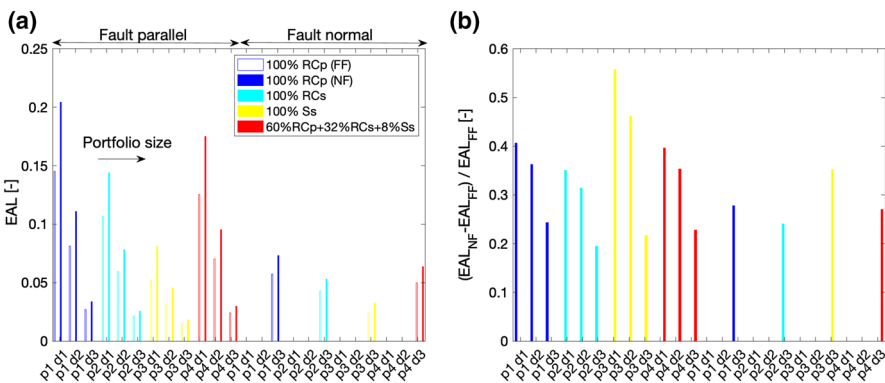 (a)
Fault parallel
Fault normal
0.25
0.2
0.15
0.1
0.05
0
EAL [-]
Portfolio size
100% RCp (FF)
100% RCp (NF)
100% RCs
100% Ss
60%RCp+32%RCs+8%Ss
p1 d1
p1 d2
p1 d3
p2 d1
p2 d2
p2 d3
p3 d1
p3 d2
p3 d3
p4 d1
p4 d2
p4 d3
p1 d1
p1 d2
p1 d3
p2 d1
p2 d2
p2 d3
p3 d1
p3 d2
p3 d3
p4 d1
p4 d2
p4 d3
(b)
0.6
0.5
0.4
0.3
0.2
0.1
0
(EAL_NF-EAL_FF) / EAL_FF [-]
p1 d1
p1 d2
p1 d3
p2 d1
p2 d2
p2 d3
p3 d1
p3 d2
p3 d3
p4 d1
p4 d2
p4 d3
p1 d1
p1 d2
p1 d3
p2 d1
p2 d2
p2 d3
p3 d1
p3 d2
p3 d3
p4 d1
p4 d2
p4 d3